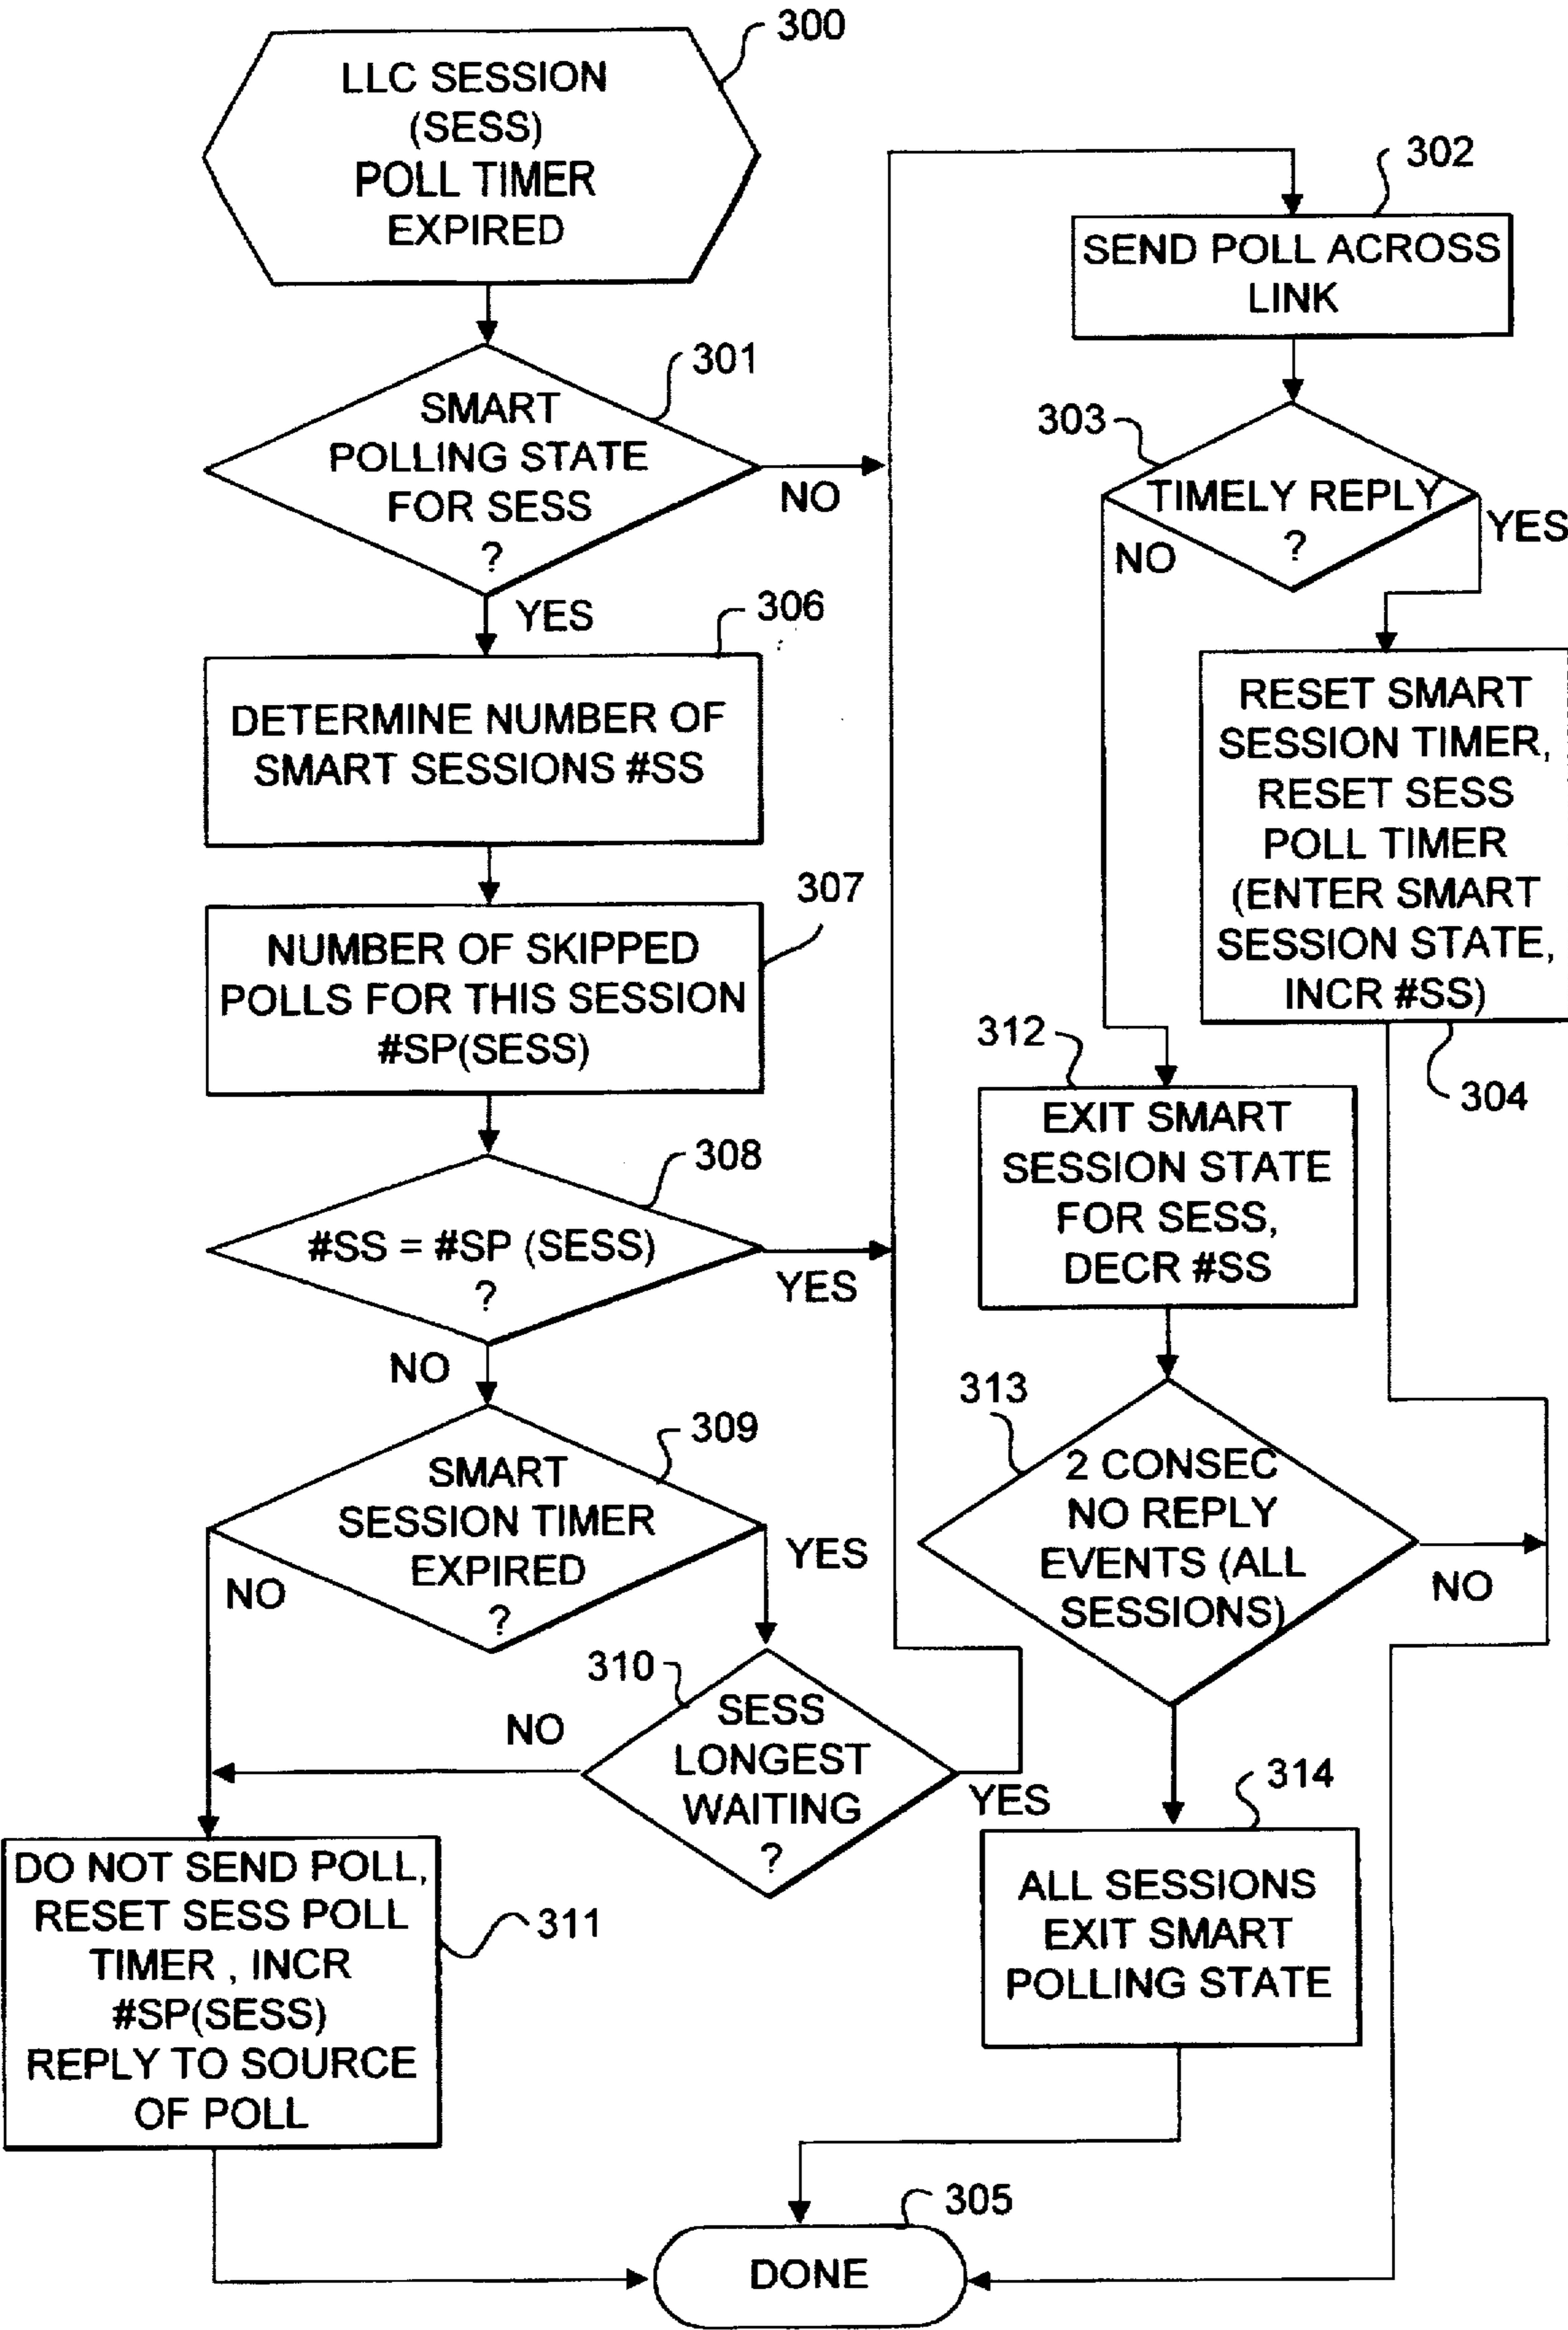 300
LLC SESSION
(SESS)
POLL TIMER
EXPIRED
301
SMART
POLLING STATE
FOR SESS
?
NO
YES
306
DETERMINE NUMBER OF
SMART SESSIONS #SS
307
NUMBER OF SKIPPED
POLLS FOR THIS SESSION
#SP(SESS)
308
#SS = #SP (SESS)
?
YES
NO
309
SMART
SESSION TIMER
EXPIRED
?
YES
NO
310
SESS
LONGEST
WAITING
?
NO
YES
DO NOT SEND POLL,
RESET SESS POLL
TIMER , INCR
#SP(SESS)
REPLY TO SOURCE
OF POLL
311
302
SEND POLL ACROSS
LINK
303
TIMELY REPLY
?
NO
YES
RESET SMART
SESSION TIMER,
RESET SESS
POLL TIMER
(ENTER SMART
SESSION STATE,
INCR #SS)
304
312
EXIT SMART
SESSION STATE
FOR SESS,
DECR #SS
313
2 CONSEC
NO REPLY
EVENTS (ALL
SESSIONS)
NO
314
ALL SESSIONS
EXIT SMART
POLLING STATE
305
DONE